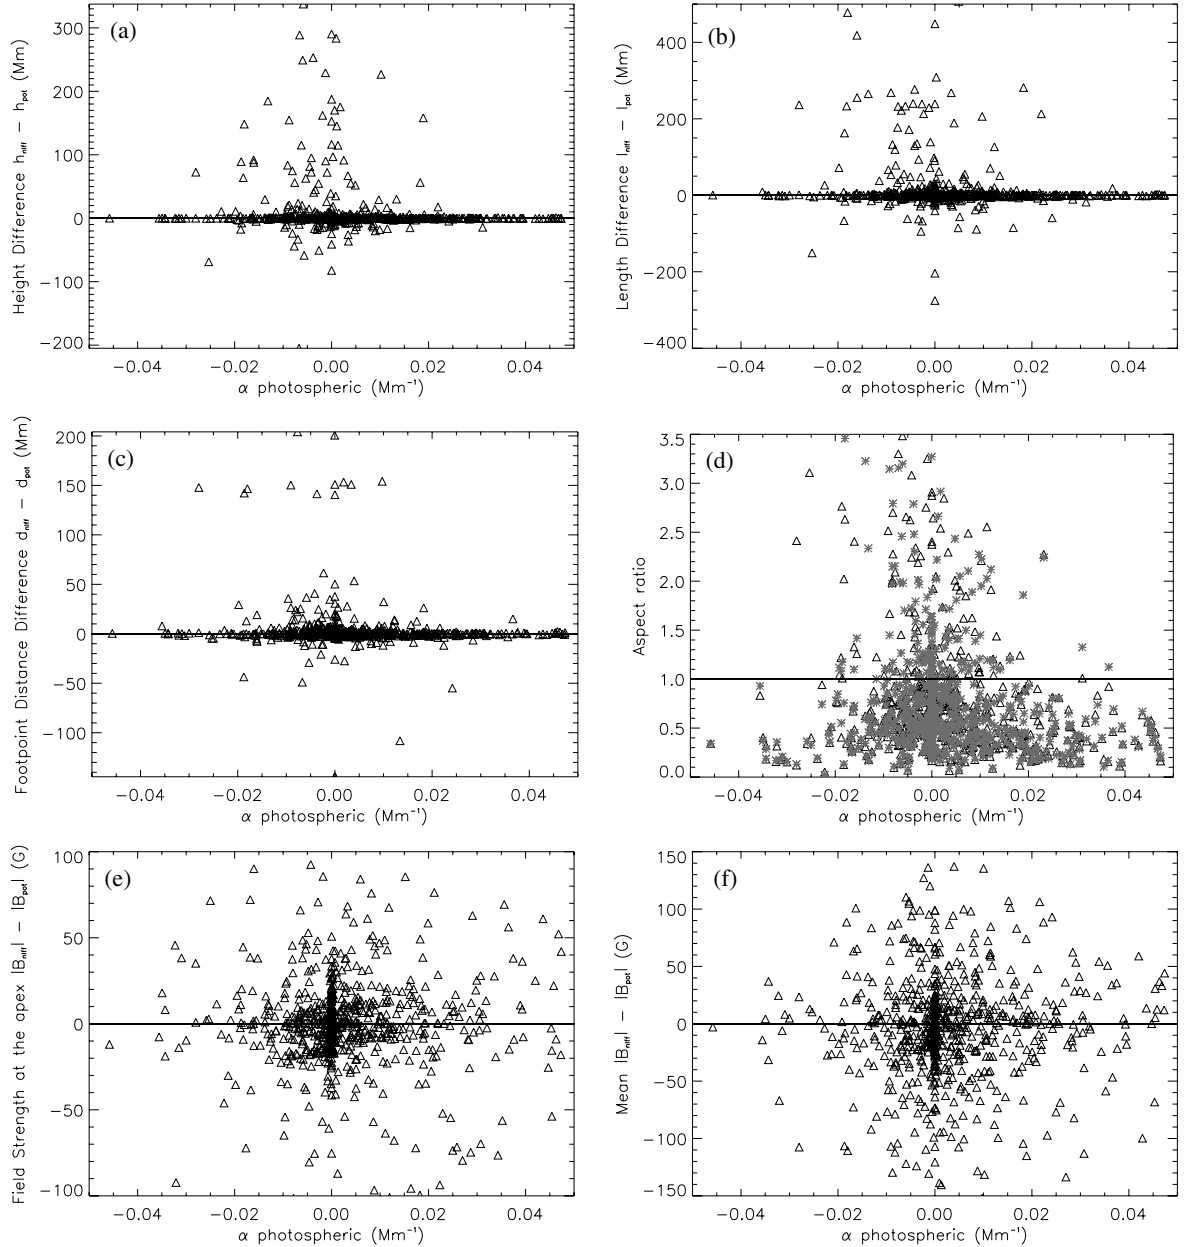 (a)
300
200
100
0
−100
−200
Height Difference h_nlff − h_pot (Mm)
−0.04 −0.02 0.00 0.02 0.04
α photospheric (Mm⁻¹)
(b)
400
200
0
−200
−400
Length Difference l_nlff − l_pot (Mm)
−0.04 −0.02 0.00 0.02 0.04
α photospheric (Mm⁻¹)
(c)
200
150
100
50
0
−50
−100
Footpoint Distance Difference d_nlff − d_pot (Mm)
−0.04 −0.02 0.00 0.02 0.04
α photospheric (Mm⁻¹)
(d)
3.5
3.0
2.5
2.0
1.5
1.0
0.5
0.0
Aspect ratio
−0.04 −0.02 0.00 0.02 0.04
α photospheric (Mm⁻¹)
(e)
100
50
0
−50
−100
Field Strength at the apex |B_nlff| − |B_pot| (G)
−0.04 −0.02 0.00 0.02 0.04
α photospheric (Mm⁻¹)
(f)
150
100
50
0
−50
−100
−150
Mean |B_nlff| − |B_pot| (G)
−0.04 −0.02 0.00 0.02 0.04
α photospheric (Mm⁻¹)